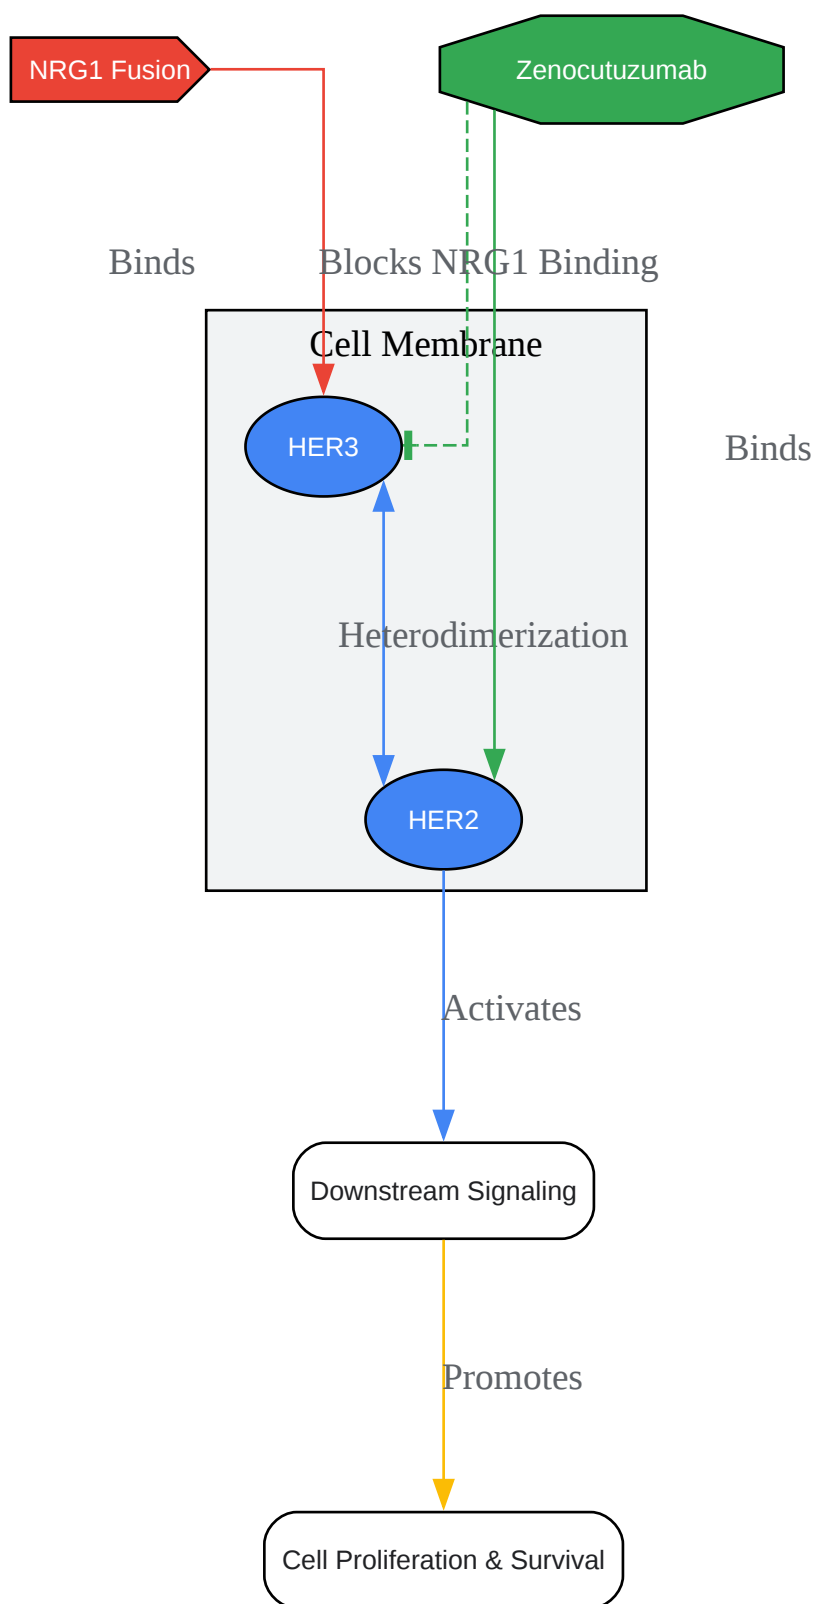 NRG1 Fusion
Zenocutuzumab
Binds
Blocks NRG1 Binding
Cell Membrane
HER3
Binds
Heterodimerization
HER2
Activates
Downstream Signaling
Promotes
Cell Proliferation & Survival